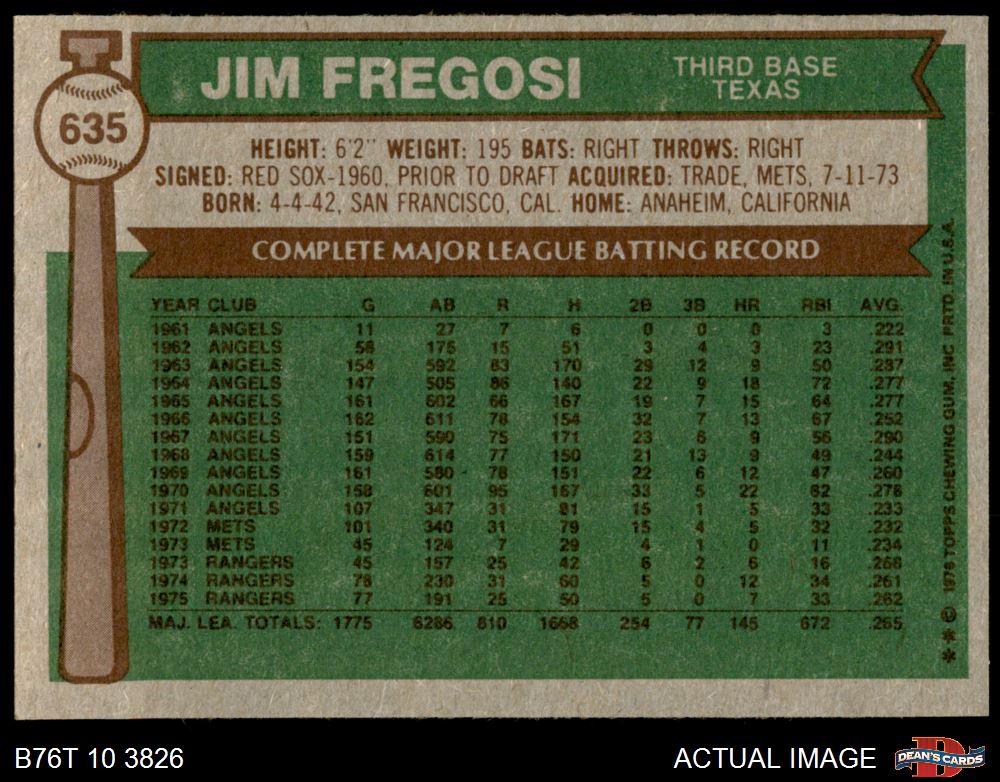 T
JIM FREGOSI
THIRD BASE
TEXAS
635
HEIGHT: 6'2" WEIGHT: 195 BATS: RIGHT THROWS: RIGHT
SIGNED: RED SOX-1960, PRIOR TO DRAFT ACQUIRED: TRADE, METS, 7-11-73
BORN: 4-4-42, SAN FRANCISCO, CAL. HOME: ANAHEIM, CALIFORNIA
COMPLETE MAJOR LEAGUE BATTING RECORD
YEAR CLUB G AB R H 2B 3B HR RBI AVG.
1961 ANGELS 11 27 7 6 0 0 0 3 .222
1962 ANGELS 58 175 15 51 3 4 3 23 .291
1963 ANGELS 154 592 83 170 29 12 9 50 .287
1964 ANGELS 147 505 86 140 22 9 18 72 .277
1965 ANGELS 161 602 66 167 19 7 15 64 .277
1966 ANGELS 162 611 78 154 32 7 13 67 .252
1967 ANGELS 151 590 75 171 23 6 9 56 .290
1968 ANGELS 159 614 77 150 21 13 9 49 .244
1969 ANGELS 161 580 78 151 22 6 12 47 .260
1970 ANGELS 158 601 95 167 33 5 22 82 .278
1971 ANGELS 107 347 31 81 15 1 5 33 .233
1972 METS 101 340 31 79 15 4 5 32 .232
1973 METS 45 124 7 29 4 1 0 11 .234
1973 RANGERS 45 157 25 42 6 2 6 16 .268
1974 RANGERS 78 230 31 60 5 0 12 34 .261
1975 RANGERS 77 191 25 50 5 0 7 33 .262
MAJ. LEA. TOTALS: 1775 6286 810 1668 254 77 145 672 .265
* * © 1976 TOPPS CHEWING GUM, INC. PRTD. IN U.S.A.
B76T 10 3826
ACTUAL IMAGE
D
DEAN'S CARDS